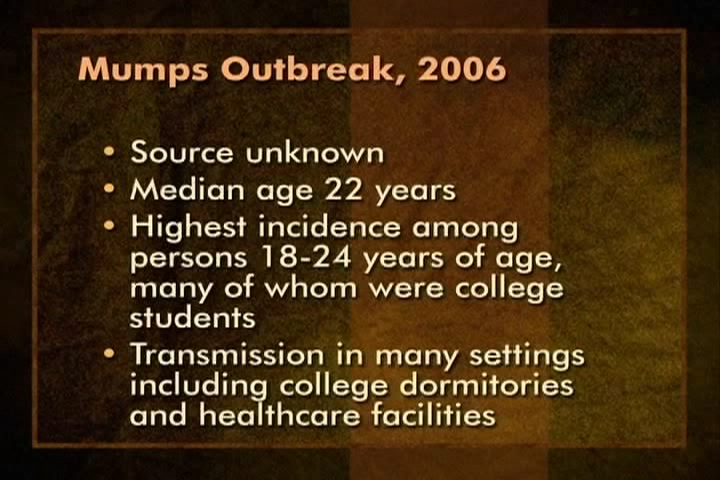 Mumps Outbreak, 2006
• Source unknown
• Median age 22 years
• Highest incidence among
persons 18-24 years of age,
many of whom were college
students
• Transmission in many settings
including college dormitories
and healthcare facilities